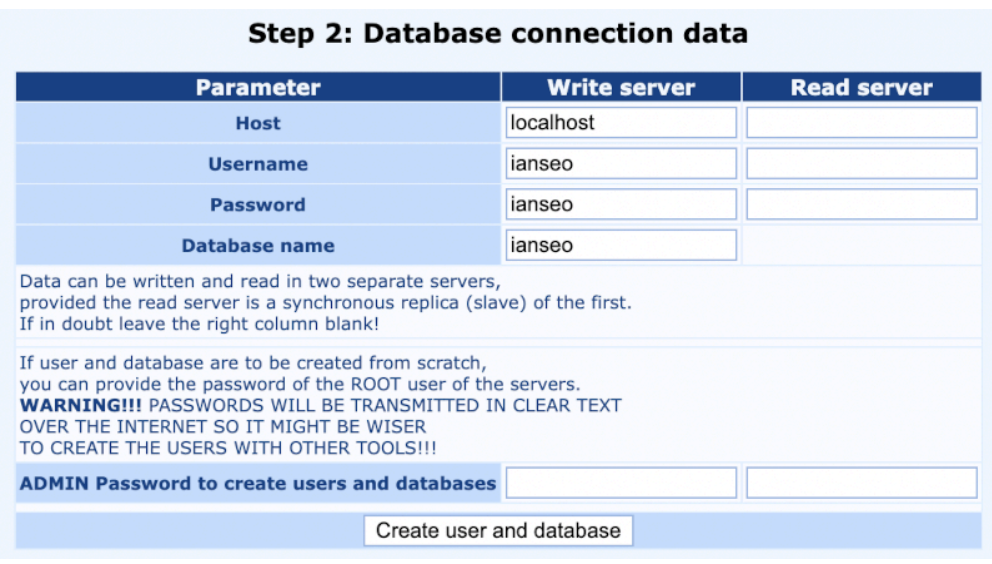 Step 2: Database connection data
Parameter Write server Read server
Host localhost
Username ianseo
Password ianseo
Database name ianseo
Data can be written and read in two separate servers,
provided the read server is a synchronous replica (slave) of the first.
If in doubt leave the right column blank!
If user and database are to be created from scratch,
you can provide the password of the ROOT user of the servers.
WARNING!!! PASSWORDS WILL BE TRANSMITTED IN CLEAR TEXT
OVER THE INTERNET SO IT MIGHT BE WISER
TO CREATE THE USERS WITH OTHER TOOLS!!!
ADMIN Password to create users and databases
Create user and database